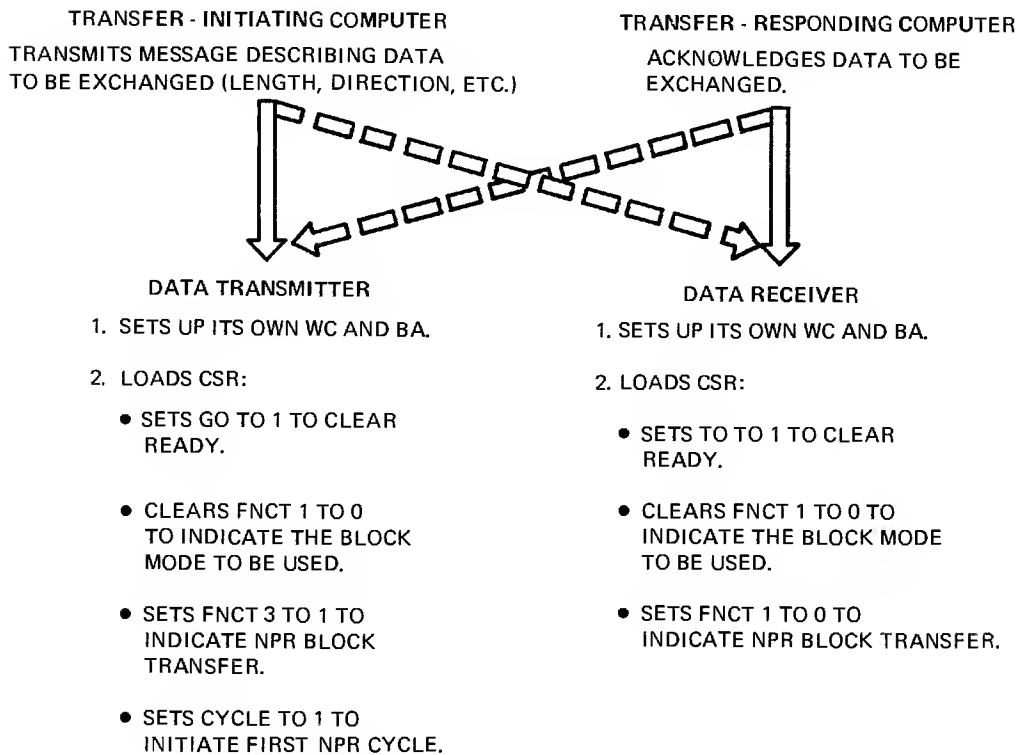 TRANSFER - INITIATING COMPUTER
TRANSMITS MESSAGE DESCRIBING DATA
TO BE EXCHANGED (LENGTH, DIRECTION, ETC.)
TRANSFER - RESPONDING COMPUTER
ACKNOWLEDGES DATA TO BE
EXCHANGED.
DATA TRANSMITTER
1. SETS UP ITS OWN WC AND BA.
2. LOADS CSR:
● SETS GO TO 1 TO CLEAR
READY.
● CLEARS FNCT 1 TO 0
TO INDICATE THE BLOCK
MODE TO BE USED.
● SETS FNCT 3 TO 1 TO
INDICATE NPR BLOCK
TRANSFER.
● SETS CYCLE TO 1 TO
INITIATE FIRST NPR CYCLE.
DATA RECEIVER
1. SETS UP ITS OWN WC AND BA.
2. LOADS CSR:
● SETS TO TO 1 TO CLEAR
READY.
● CLEARS FNCT 1 TO 0 TO
INDICATE THE BLOCK MODE
TO BE USED.
● SETS FNCT 1 TO 0 TO
INDICATE NPR BLOCK TRANSFER.